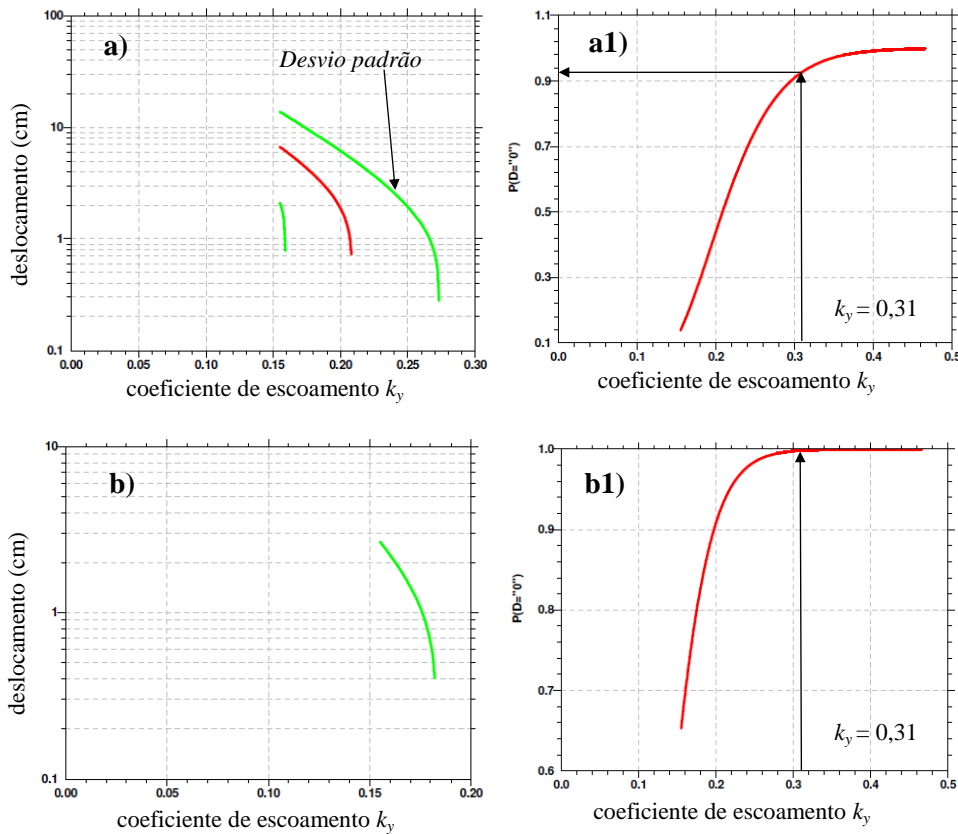 a)
Desvio padrão
deslocamento (cm)
100
10
1
0.1
0.00 0.05 0.10 0.15 0.20 0.25 0.30
coeficiente de escoamento ky
a1)
P(D="0")
1.1
0.9
0.7
0.5
0.3
0.1
ky = 0,31
0.0 0.1 0.2 0.3 0.4 0.5
coeficiente de escoamento ky
b)
deslocamento (cm)
10
1
0.1
0.00 0.05 0.10 0.15 0.20
coeficiente de escoamento ky
b1)
P(D="0")
1.0
0.9
0.8
0.7
0.6
ky = 0,31
0.0 0.1 0.2 0.3 0.4 0.5
coeficiente de escoamento ky